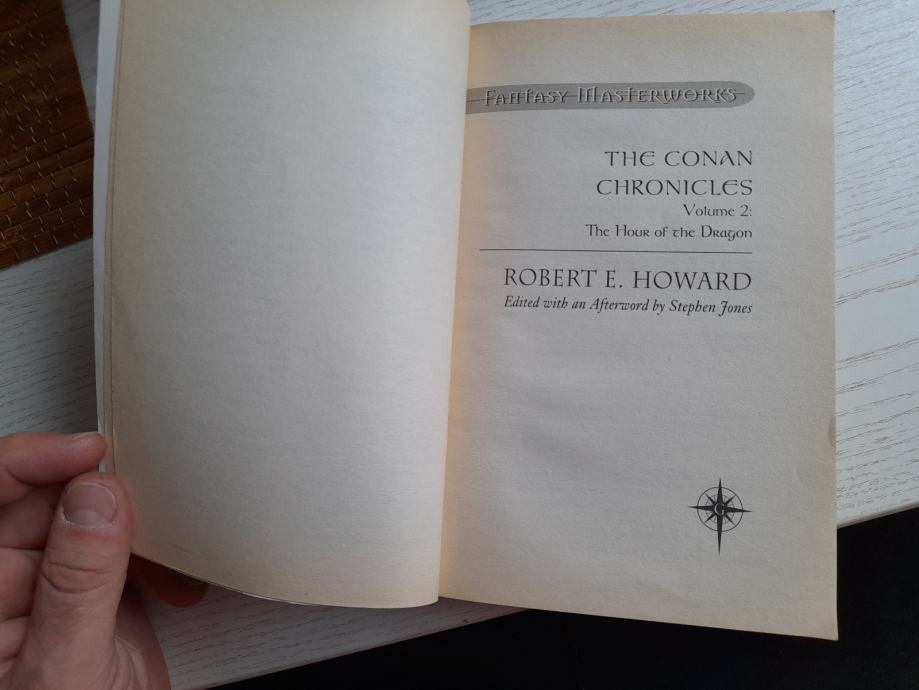 Fantasy Masterworks
THE CONAN
CHRONICLES
Volume 2:
The Hour of the Dragon
ROBERT E. HOWARD
Edited with an Afterword by Stephen Jones
G